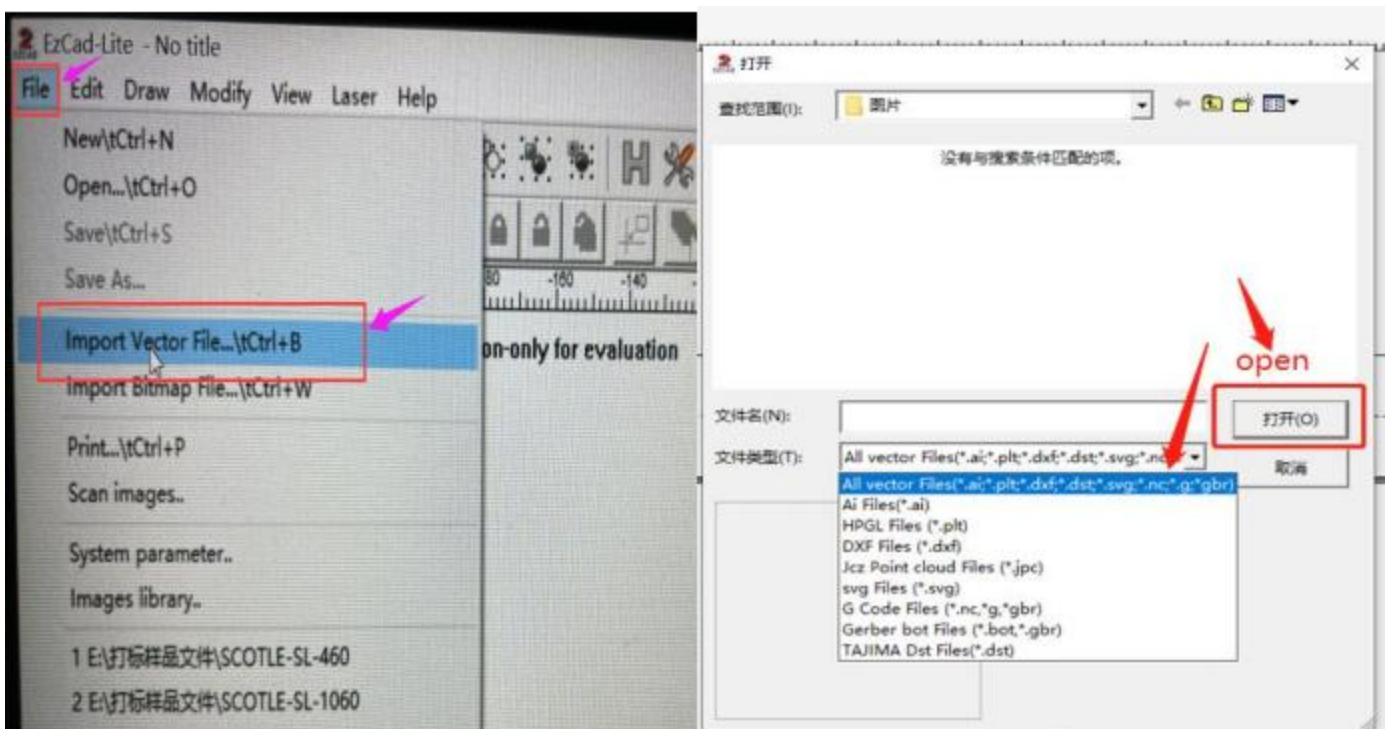 EzCad-Lite - No title
File Edit Draw Modify View Laser Help
New\tCtrl+N
Open...\tCtrl+O
Save\tCtrl+S
Save As...
Import Vector File...\tCtrl+B
Import Bitmap File...\tCtrl+W
Print...\tCtrl+P
Scan images..
System parameter..
Images library..
1 E:\打标样品文件\SCOTLE-SL-460
2 E:\打标样品文件\SCOTLE-SL-1060
80 -160 -140
on-only for evaluation
打开
查找范围(I):
图片
没有与搜索条件匹配的项。
open
文件名(N):
打开(O)
文件类型(T):
All vector Files(*.ai;*.plt;*.dxf;*.dst;*.svg;*.nc
取消
All vector Files(*.ai;*.plt;*.dxf;*.dst;*.svg;*.nc;*.g;*gbr)
Ai Files(*.ai)
HPGL Files (*.plt)
DXF Files (*.dxf)
Jcz Point cloud Files (*.jpc)
svg Files (*.svg)
G Code Files (*.nc,*g,*gbr)
Gerber bot Files (*.bot,*.gbr)
TAJIMA Dst Files(*.dst)